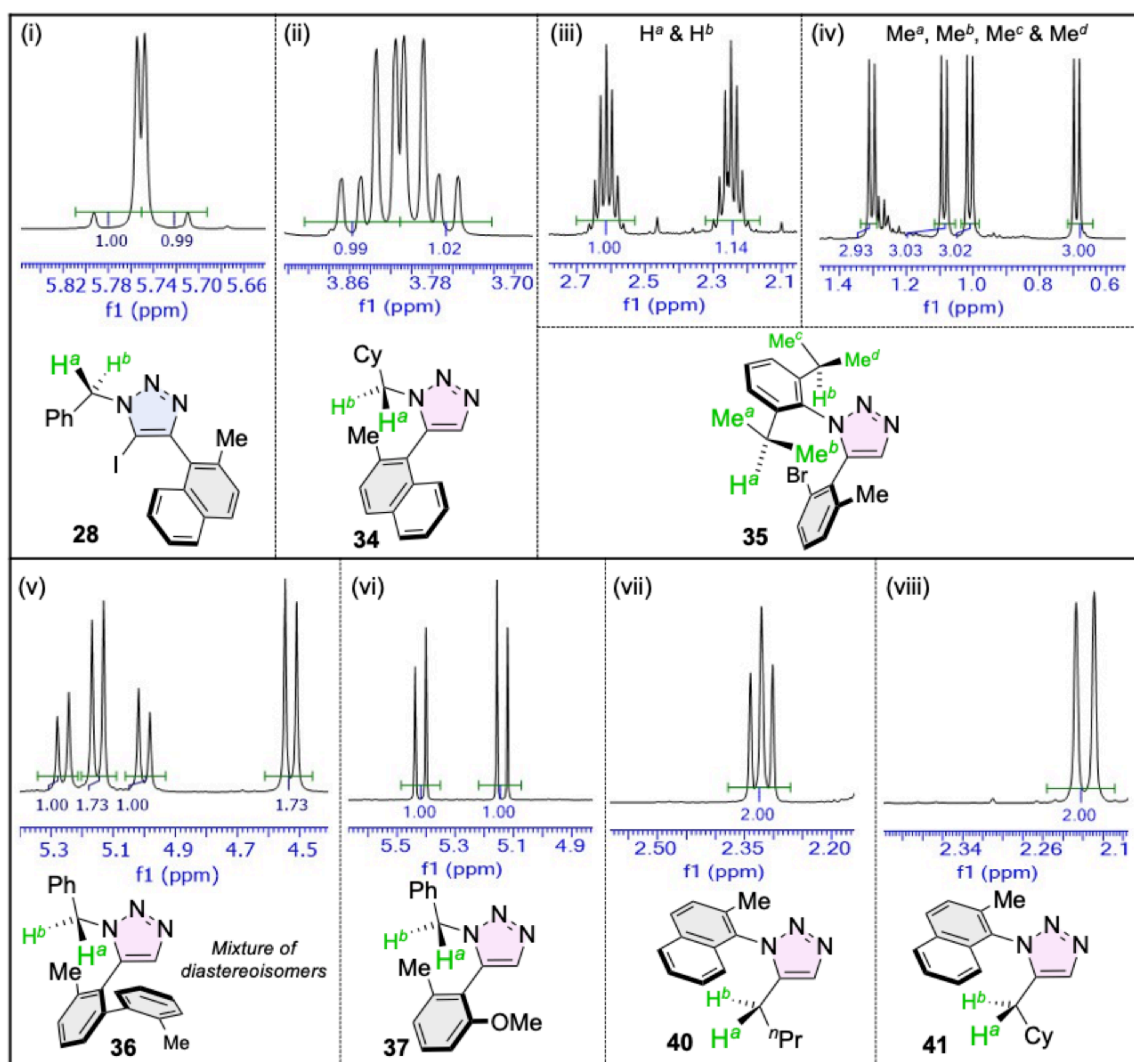 (i)
1.00 0.99
5.82 5.78 5.74 5.70 5.66
f1 (ppm)
Hᵃ Hᵇ
Ph N N N
I Me
28
(ii)
0.99 1.02
3.86 3.78 3.70
f1 (ppm)
Cy
Hᵇ Hᵃ N N N
Me
34
(iii) Hᵃ & Hᵇ
1.00 1.14
2.7 2.5 2.3 2.1
f1 (ppm)
(iv) Meᵃ, Meᵇ, Meᶜ & Meᵈ
2.93 3.03 3.02 3.00
1.4 1.2 1.0 0.8 0.6
f1 (ppm)
Meᶜ Meᵈ
Hᵇ
Meᵃ N N N
Meᵇ
Hᵃ Br Me
35
(v)
1.00 1.73 1.00 1.73
5.3 5.1 4.9 4.7 4.5
f1 (ppm)
Ph
Hᵇ Hᵃ N N N
Me
Mixture of
diastereoisomers
Me
36
(vi)
1.00 1.00
5.5 5.3 5.1 4.9
f1 (ppm)
Ph
Hᵇ Hᵃ N N N
Me
OMe
37
(vii)
2.00
2.50 2.35 2.20
f1 (ppm)
Me
N N N
Hᵇ
Hᵃ ⁿPr
40
(viii)
2.00
2.34 2.26 2.1
f1 (ppm)
Me
N N N
Hᵇ
Hᵃ Cy
41